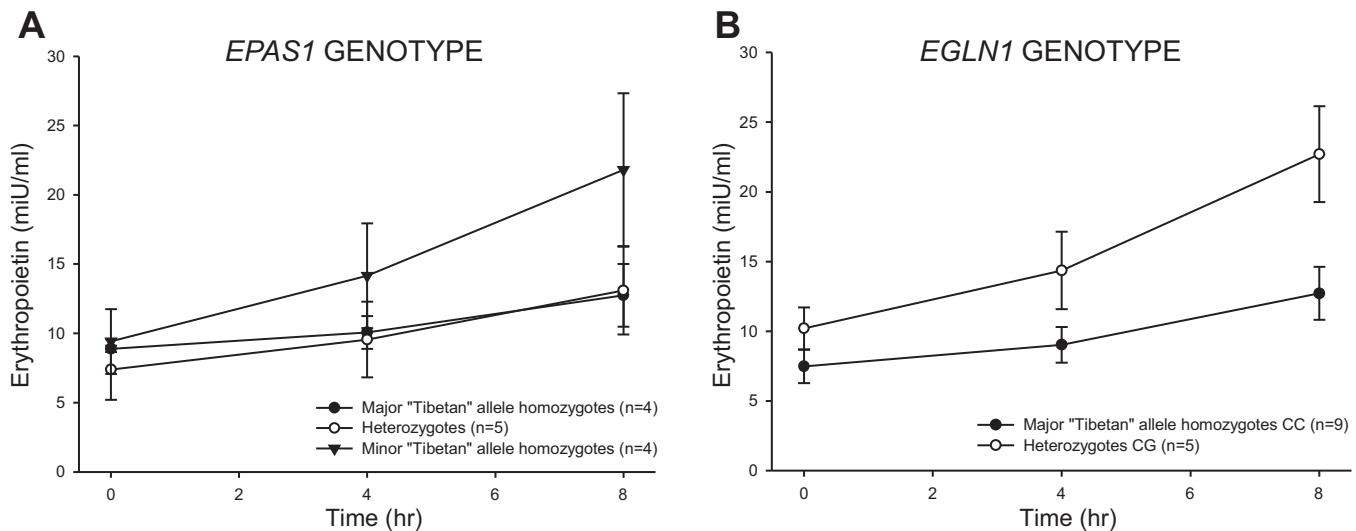 A
EPAS1 GENOTYPE
30
25
20
15
10
5
0
Erythropoietin (miU/ml)
Major "Tibetan" allele homozygotes (n=4)
Heterozygotes (n=5)
Minor "Tibetan" allele homozygotes (n=4)
0 2 4 6 8
Time (hr)
B
EGLN1 GENOTYPE
30
25
20
15
10
5
0
Erythropoietin (miU/ml)
Major "Tibetan" allele homozygotes CC (n=9)
Heterozygotes CG (n=5)
0 2 4 6 8
Time (hr)